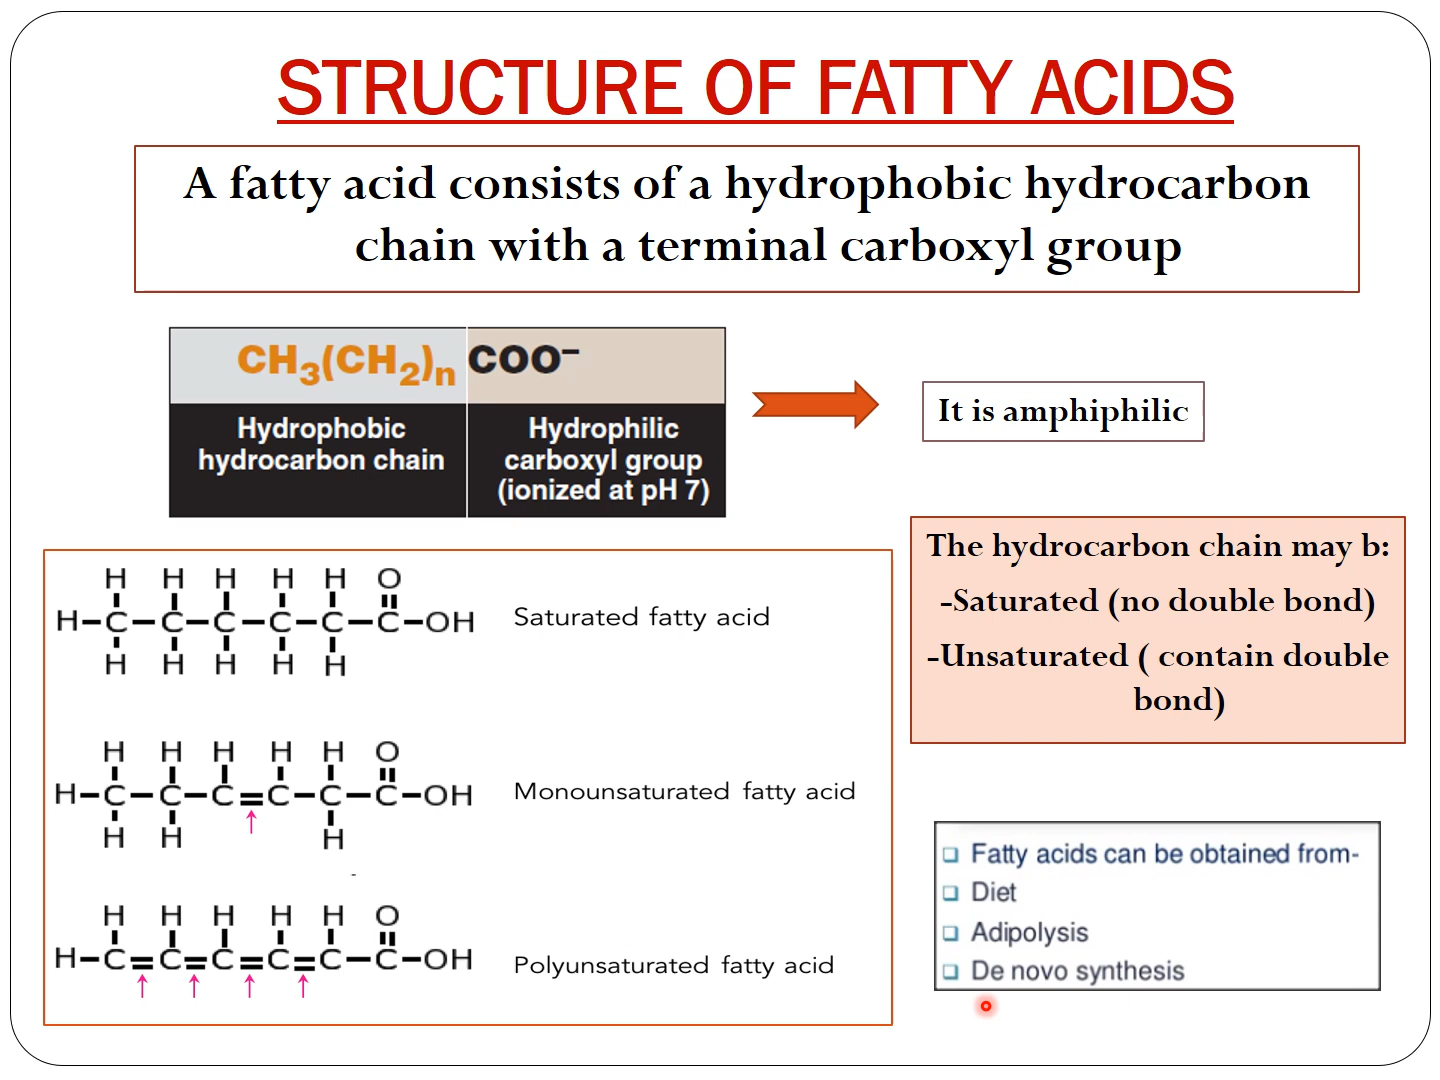 STRUCTURE OF FATTY ACIDS
A fatty acid consists of a hydrophobic hydrocarbon
chain with a terminal carboxyl group
CH₃(CH₂)ₙ COO⁻
Hydrophobic
hydrocarbon chain
Hydrophilic
carboxyl group
(ionized at pH 7)
It is amphiphilic
The hydrocarbon chain may b:
-Saturated (no double bond)
-Unsaturated ( contain double
bond)
H H H H H O
H–C–C–C–C–C–C–OH
H H H H H
Saturated fatty acid
H H H H H O
H–C–C–C=C–C–C–OH
H H H
Monounsaturated fatty acid
H H H H H O
H–C=C=C=C=C–C–OH
Polyunsaturated fatty acid
❑ Fatty acids can be obtained from-
❑ Diet
❑ Adipolysis
❑ De novo synthesis